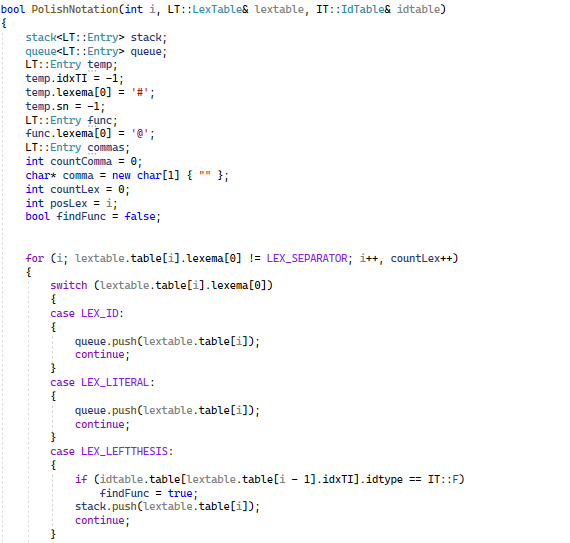 bool PolishNotation(int i, LT::LexTable& lextable, IT::IdTable& idtable)
{
    stack<LT::Entry> stack;
    queue<LT::Entry> queue;
    LT::Entry temp;
    temp.idxTI = -1;
    temp.lexema[0] = '#';
    temp.sn = -1;
    LT::Entry func;
    func.lexema[0] = '@';
    LT::Entry commas;
    int countComma = 0;
    char* comma = new char[1] { "" };
    int countLex = 0;
    int posLex = i;
    bool findFunc = false;

    for (i; lextable.table[i].lexema[0] != LEX_SEPARATOR; i++, countLex++)
    {
        switch (lextable.table[i].lexema[0])
        {
        case LEX_ID:
        {
            queue.push(lextable.table[i]);
            continue;
        }
        case LEX_LITERAL:
        {
            queue.push(lextable.table[i]);
            continue;
        }
        case LEX_LEFTTHESIS:
        {
            if (idtable.table[lextable.table[i - 1].idxTI].idtype == IT::F)
                findFunc = true;
            stack.push(lextable.table[i]);
            continue;
        }